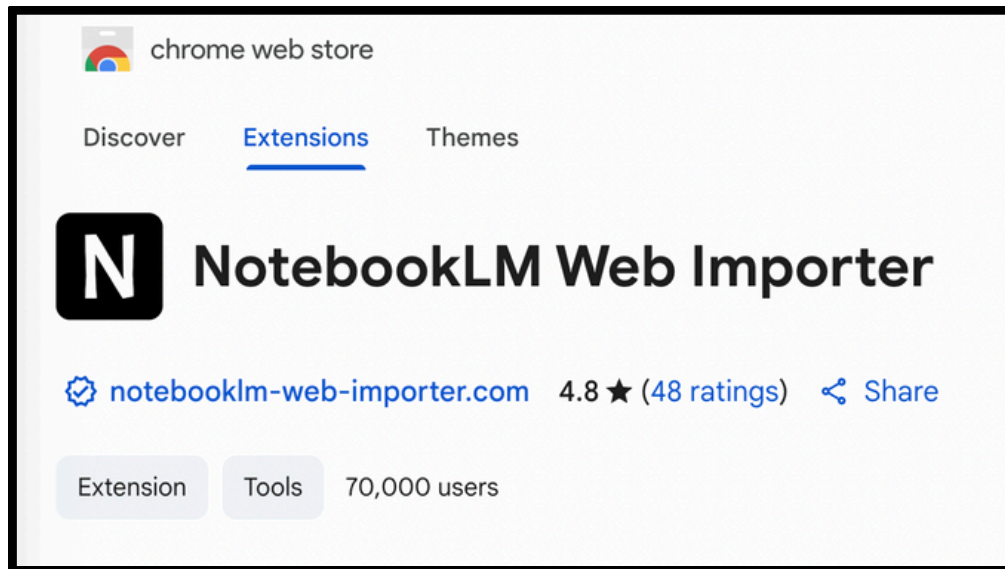 chrome web store
Discover Extensions Themes
N NotebookLM Web Importer
notebooklm-web-importer.com 4.8 ★ (48 ratings) Share
Extension Tools 70,000 users